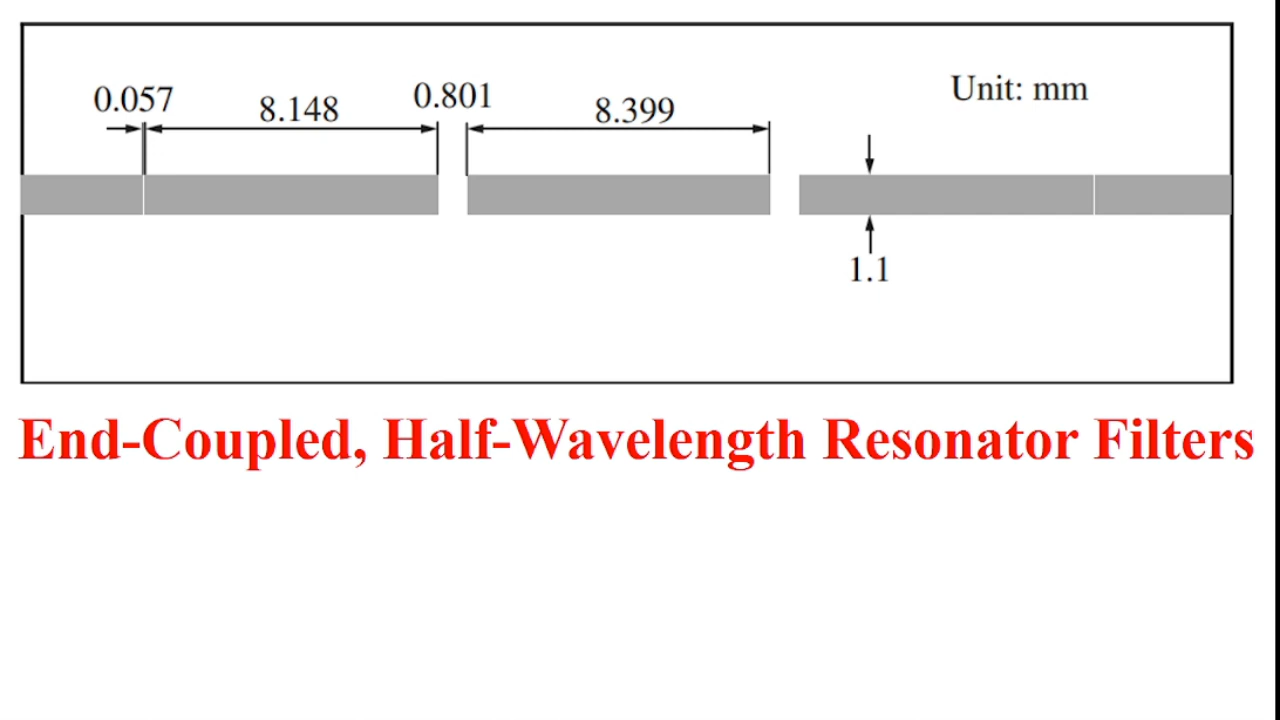 0.057
8.148
0.801
8.399
Unit: mm
1.1
End-Coupled, Half-Wavelength Resonator Filters